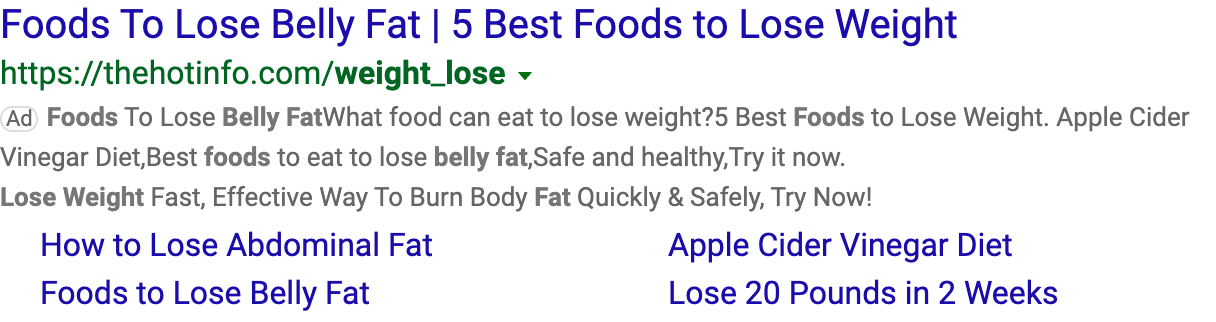 Foods To Lose Belly Fat | 5 Best Foods to Lose Weight
https://thehotinfo.com/weight_lose
Ad Foods To Lose Belly FatWhat food can eat to lose weight?5 Best Foods to Lose Weight. Apple Cider
Vinegar Diet,Best foods to eat to lose belly fat,Safe and healthy,Try it now.
Lose Weight Fast, Effective Way To Burn Body Fat Quickly & Safely, Try Now!
How to Lose Abdominal Fat
Apple Cider Vinegar Diet
Foods to Lose Belly Fat
Lose 20 Pounds in 2 Weeks